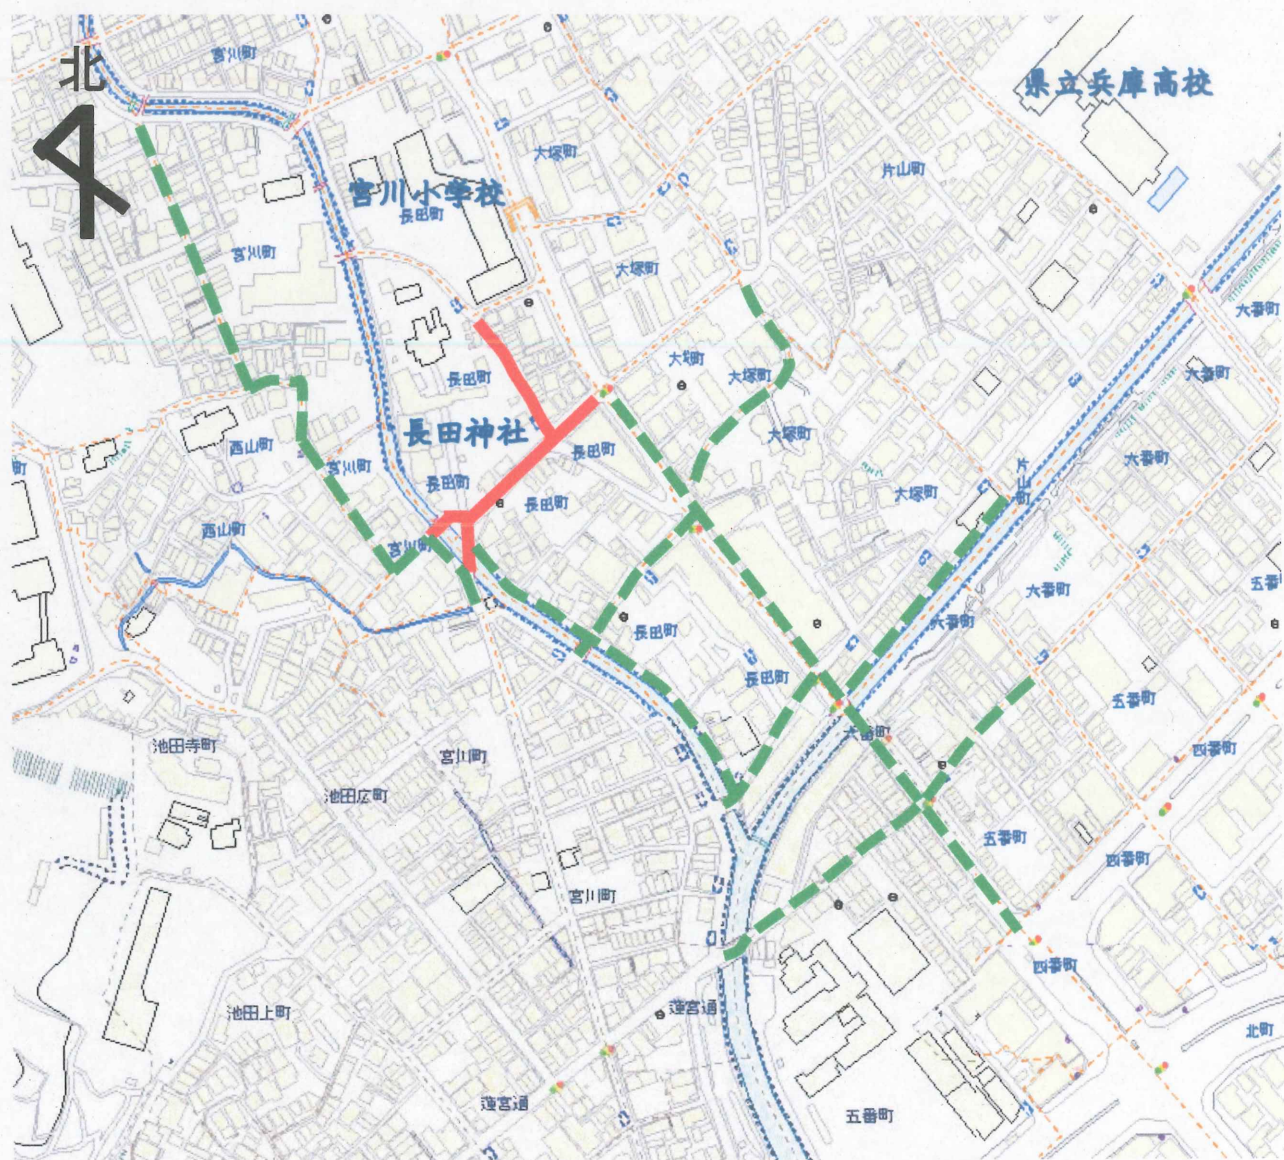 宮川町
北
県立兵庫高校
大塚町
片山町
宮川小学校
長田町
宮川町
大塚町
六番町
大塚町
六番町
長田町
大塚町
長田神社
大塚町
西山町
長田町
六番町
宮川町
片山町
長田町
大塚町
長田町
西山町
宮川町
五番
六番町
六番町
長田町
長田町
五番町
六番町
池田寺町
四番町
宮川町
池田広町
五番町
四番町
宮川町
四番町
蓮宮通
池田上町
北町
蓮宮通
五番町